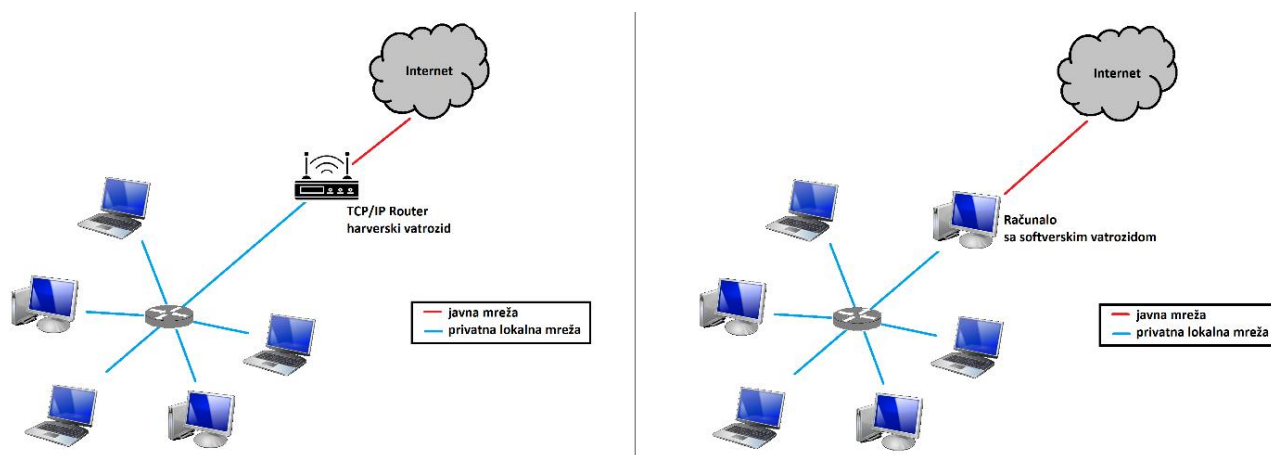 Internet
TCP/IP Router
harverski vatrozid
javna mreža
privatna lokalna mreža
Internet
Računalo
sa softverskim vatrozidom
javna mreža
privatna lokalna mreža